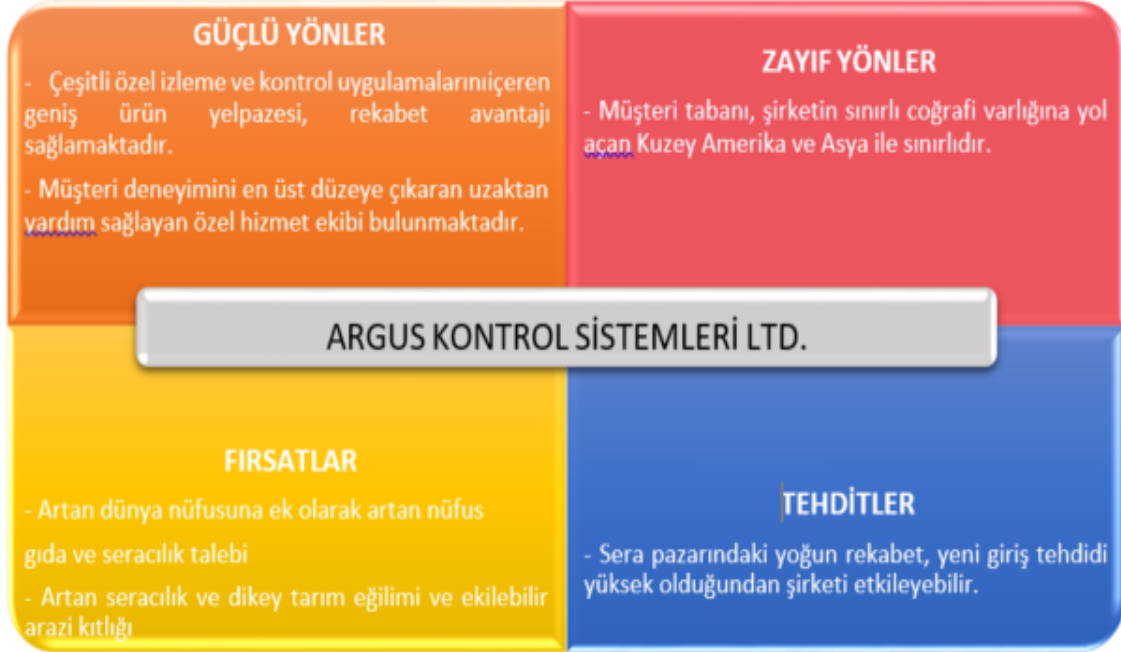 GÜÇLÜ YÖNLER
- Çeşitli özel izleme ve kontrol uygulamalarıniiçeren
geniş ürün yelpazesi, rekabet avantajı
sağlamaktadır.
- Müşteri deneyimini en üst düzeye çıkaran uzaktan
yardım sağlayan özel hizmet ekibi bulunmaktadır.
ZAYIF YÖNLER
- Müşteri tabanı, şirketin sınırlı coğrafi varlığına yol
açan Kuzey Amerika ve Asya ile sınırlıdır.
ARGUS KONTROL SİSTEMLERİ LTD.
FIRSATLAR
- Artan dünya nüfusuna ek olarak artan nüfus
gıda ve seracılık talebi
- Artan seracılık ve dikey tarım eğilimi ve ekilebilir
arazi kıtlığı
TEHDİTLER
- Sera pazarındaki yoğun rekabet, yeni giriş tehdidi
yüksek olduğundan şirketi etkileyebilir.